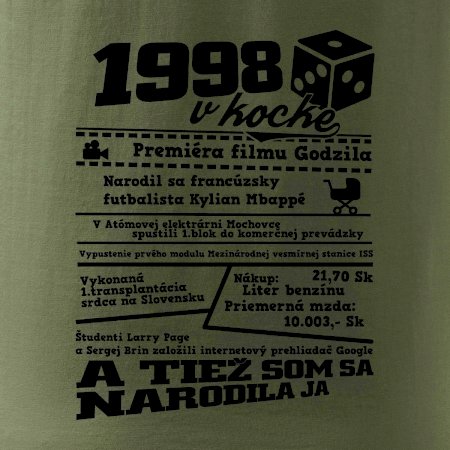 1998
v kocke
Premiéra filmu Godzila
Narodil sa francúzsky
futbalista Kylian Mbappé
V Atómovej elektrárni Mochovce
spustili 1.blok do komerčnej prevádzky
Vypustenie prvého modulu Mezinárodnej vesmírnej stanice ISS
Vykonaná
1.transplantácia
srdca na Slovensku
Nákup: 21,70 Sk
Liter benzínu
Priemerná mzda:
10.003,- Sk
Študenti Larry Page
a Sergej Brin založili internetový prehliadač Google
A TIEŽ SOM SA
NARODILA JA